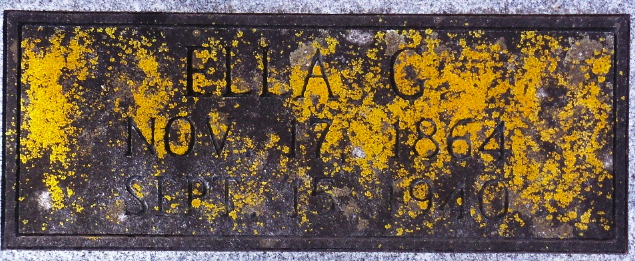 ELLA G.
NOV. 17, 1864
SEPT. 15, 1940